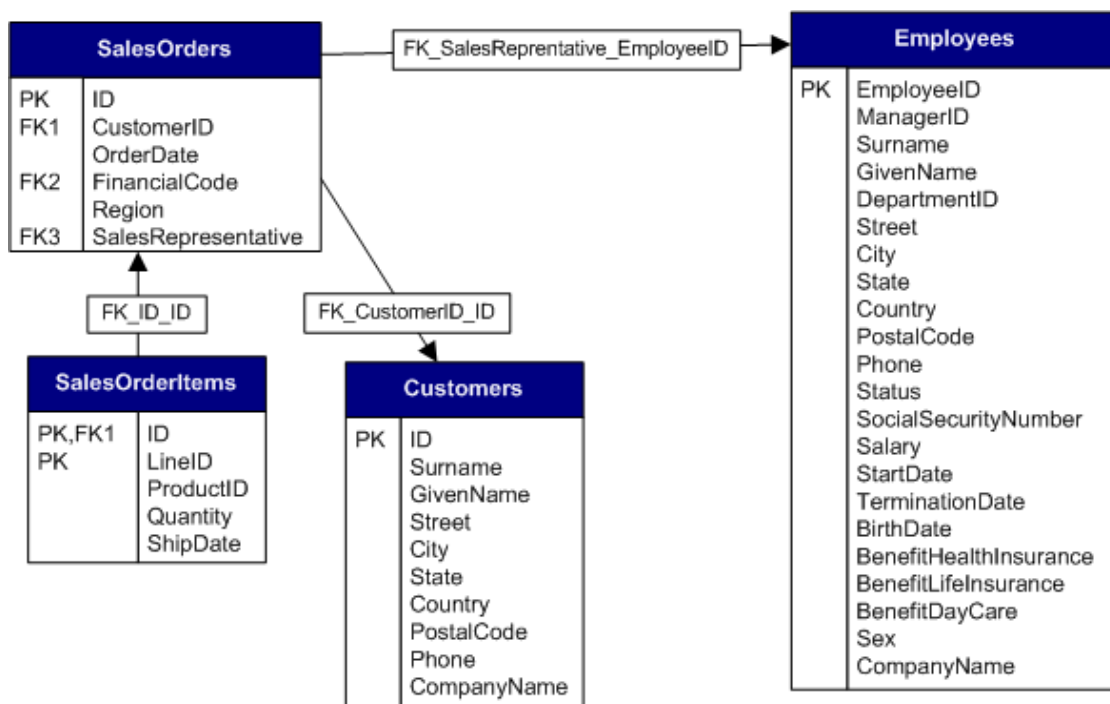 SalesOrders
PK ID
FK1 CustomerID
OrderDate
FK2 FinancialCode
Region
FK3 SalesRepresentative
FK_SalesReprentative_EmployeeID
Employees
PK EmployeeID
ManagerID
Surname
GivenName
DepartmentID
Street
City
State
Country
PostalCode
Phone
Status
SocialSecurityNumber
Salary
StartDate
TerminationDate
BirthDate
BenefitHealthInsurance
BenefitLifeInsurance
BenefitDayCare
Sex
CompanyName
FK_ID_ID
FK_CustomerID_ID
SalesOrderItems
PK,FK1 ID
PK LineID
ProductID
Quantity
ShipDate
Customers
PK ID
Surname
GivenName
Street
City
State
Country
PostalCode
Phone
CompanyName